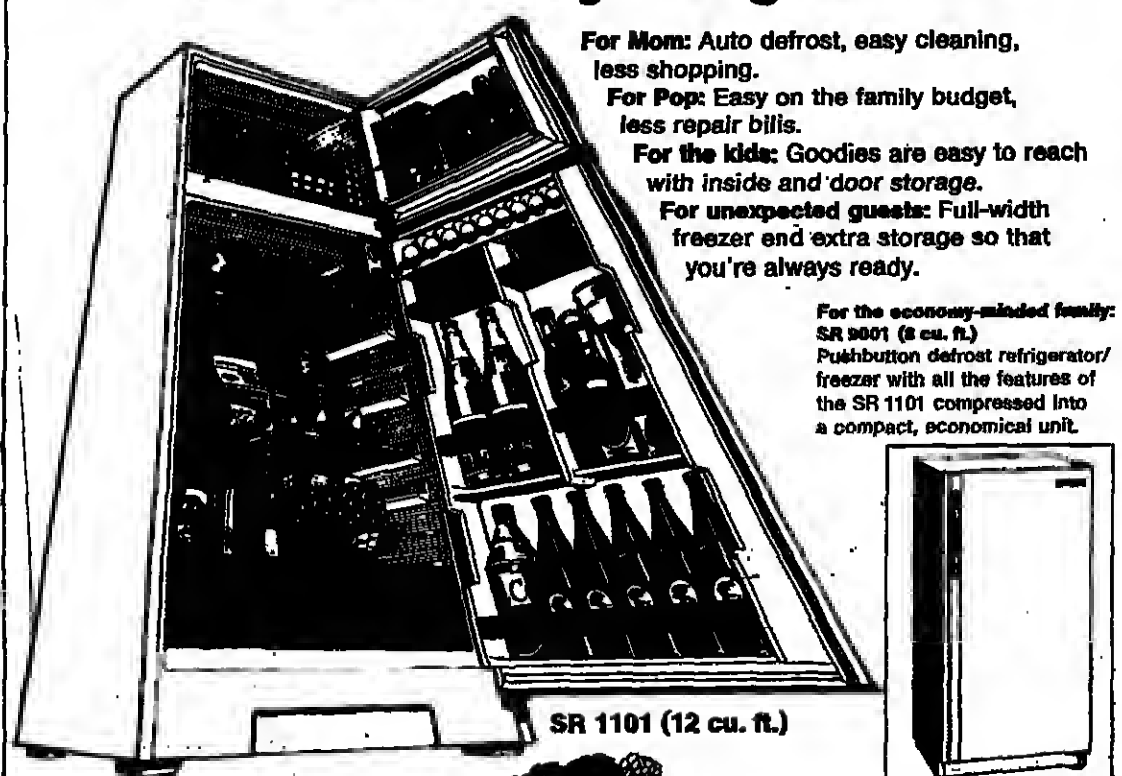 For Mom: Auto defrost, easy cleaning,
less shopping.
For Pop: Easy on the family budget,
less repair bills.
For the kids: Goodies are easy to reach
with inside and door storage.
For unexpected guests: Full-width
freezer end extra storage so that
you're always ready.
For the economy-minded family:
SR 9001 (8 cu. ft.)
Pushbutton defrost refrigerator/
freezer with all the features of
the SR 1101 compressed into
a compact, economical unit.
SR 1101 (12 cu. ft.)